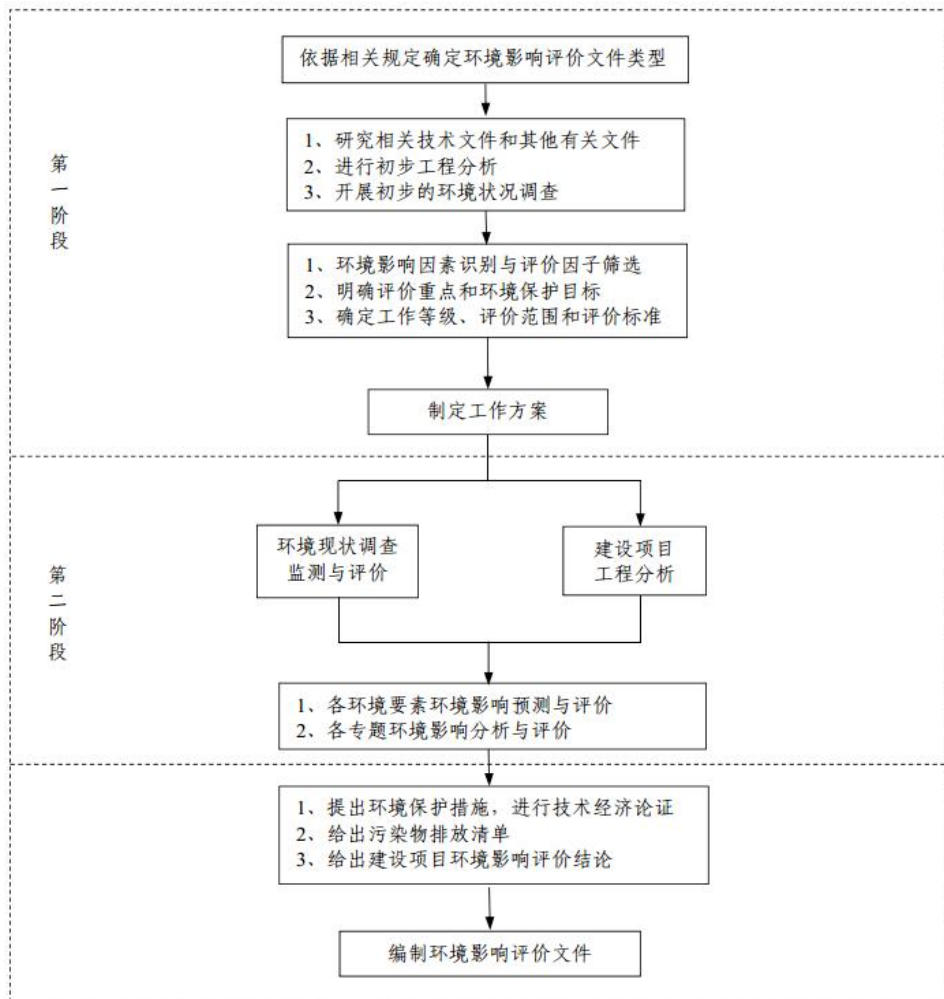 依据相关规定确定环境影响评价文件类型
1、研究相关技术文件和其他有关文件
2、进行初步工程分析
3、开展初步的环境状况调查
第一阶段
1、环境影响因素识别与评价因子筛选
2、明确评价重点和环境保护目标
3、确定工作等级、评价范围和评价标准
制定工作方案
环境现状调查
监测与评价
建设项目
工程分析
第二阶段
1、各环境要素环境影响预测与评价
2、各专题环境影响分析与评价
1、提出环境保护措施，进行技术经济论证
2、给出污染物排放清单
3、给出建设项目环境影响评价结论
编制环境影响评价文件